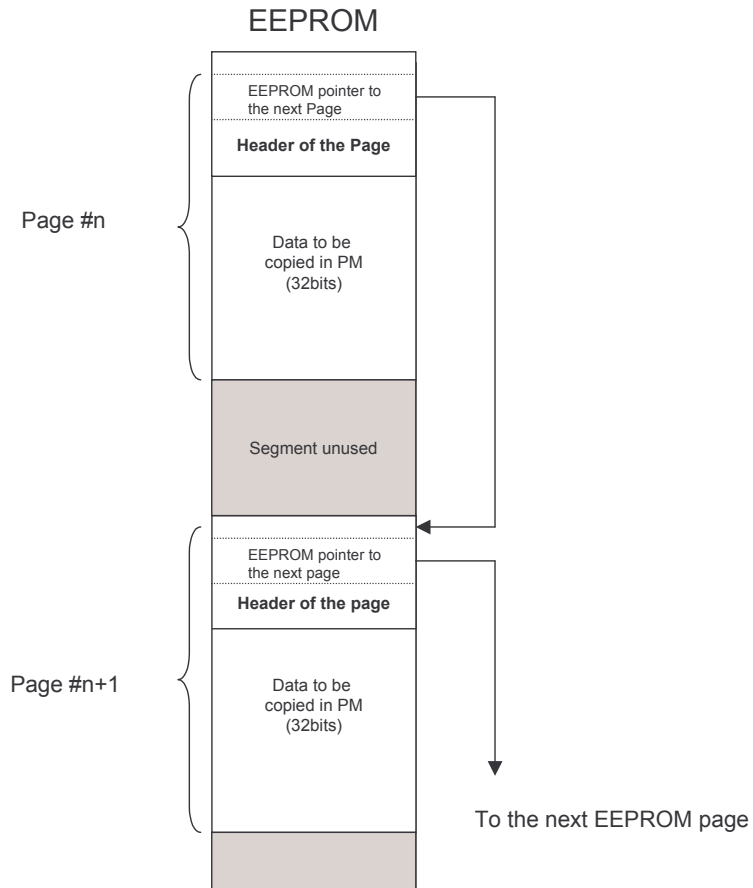 EEPROM
EEPROM pointer to
the next Page
Header of the Page
Page #n
Data to be
copied in PM
(32bits)
Segment unused
EEPROM pointer to
the next page
Header of the page
Page #n+1
Data to be
copied in PM
(32bits)
To the next EEPROM page